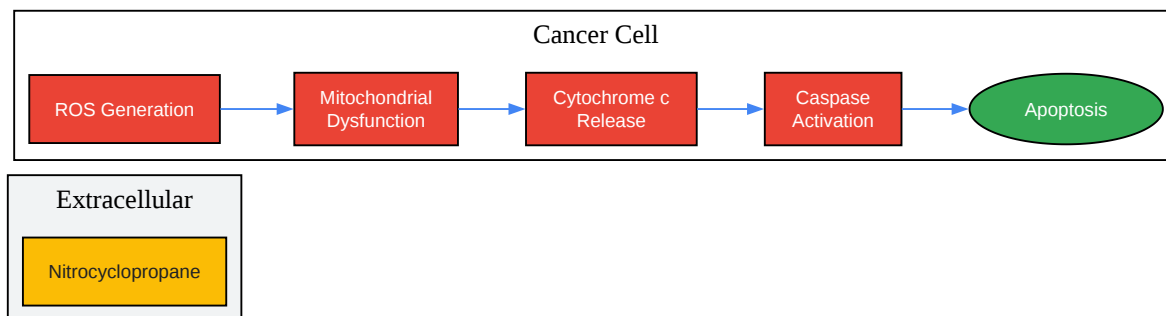 Cancer Cell
ROS Generation
Mitochondrial
Dysfunction
Cytochrome c
Release
Caspase
Activation
Apoptosis
Extracellular
Nitrocyclopropane